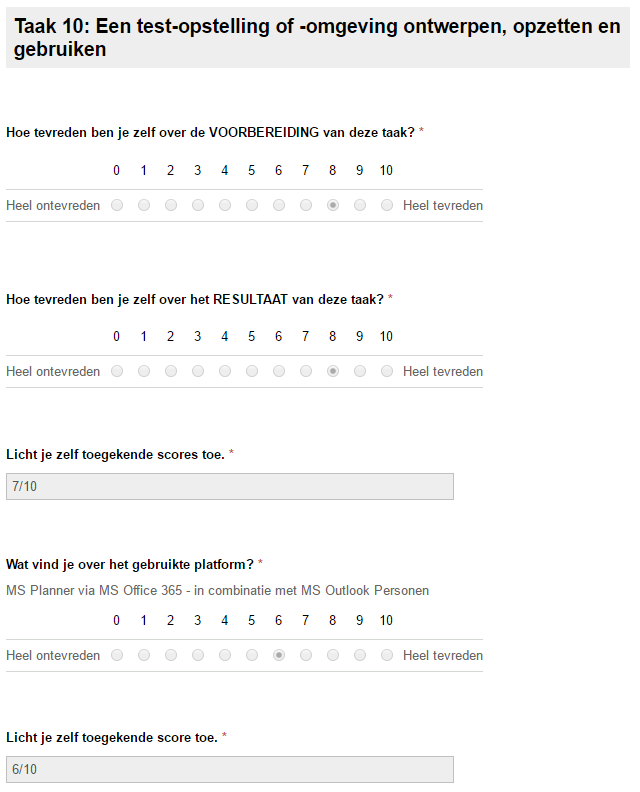 Taak 10: Een test-opstelling of -omgeving ontwerpen, opzetten en
gebruiken
Hoe tevreden ben je zelf over de VOORBEREIDING van deze taak? *
0 1 2 3 4 5 6 7 8 9 10
Heel ontevreden Heel tevreden
Hoe tevreden ben je zelf over het RESULTAAT van deze taak? *
0 1 2 3 4 5 6 7 8 9 10
Heel ontevreden Heel tevreden
Licht je zelf toegekende scores toe. *
7/10
Wat vind je over het gebruikte platform? *
MS Planner via MS Office 365 - in combinatie met MS Outlook Personen
0 1 2 3 4 5 6 7 8 9 10
Heel ontevreden Heel tevreden
Licht je zelf toegekende score toe. *
6/10